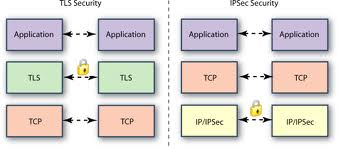 TLS Security
IPSec Security
Application
Application
Application
Application
TLS
TLS
TCP
TCP
TCP
TCP
IP/IPSec
IP/IPSec